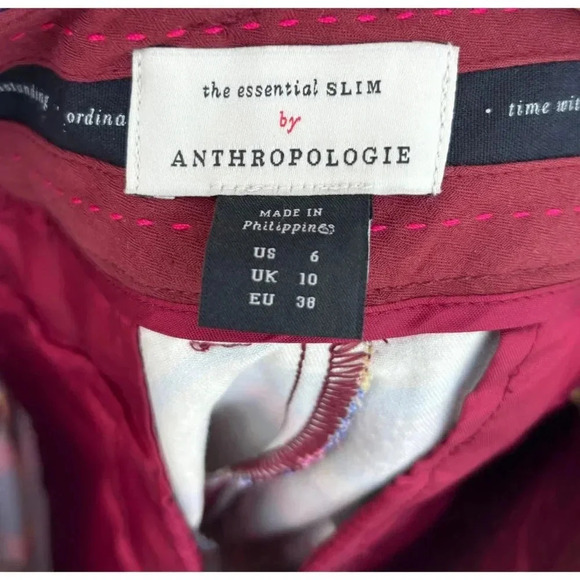 the essential SLIM
by
ANTHROPOLOGIE
ordina
time wit
MADE IN
Philippines
US 6
UK 10
EU 38